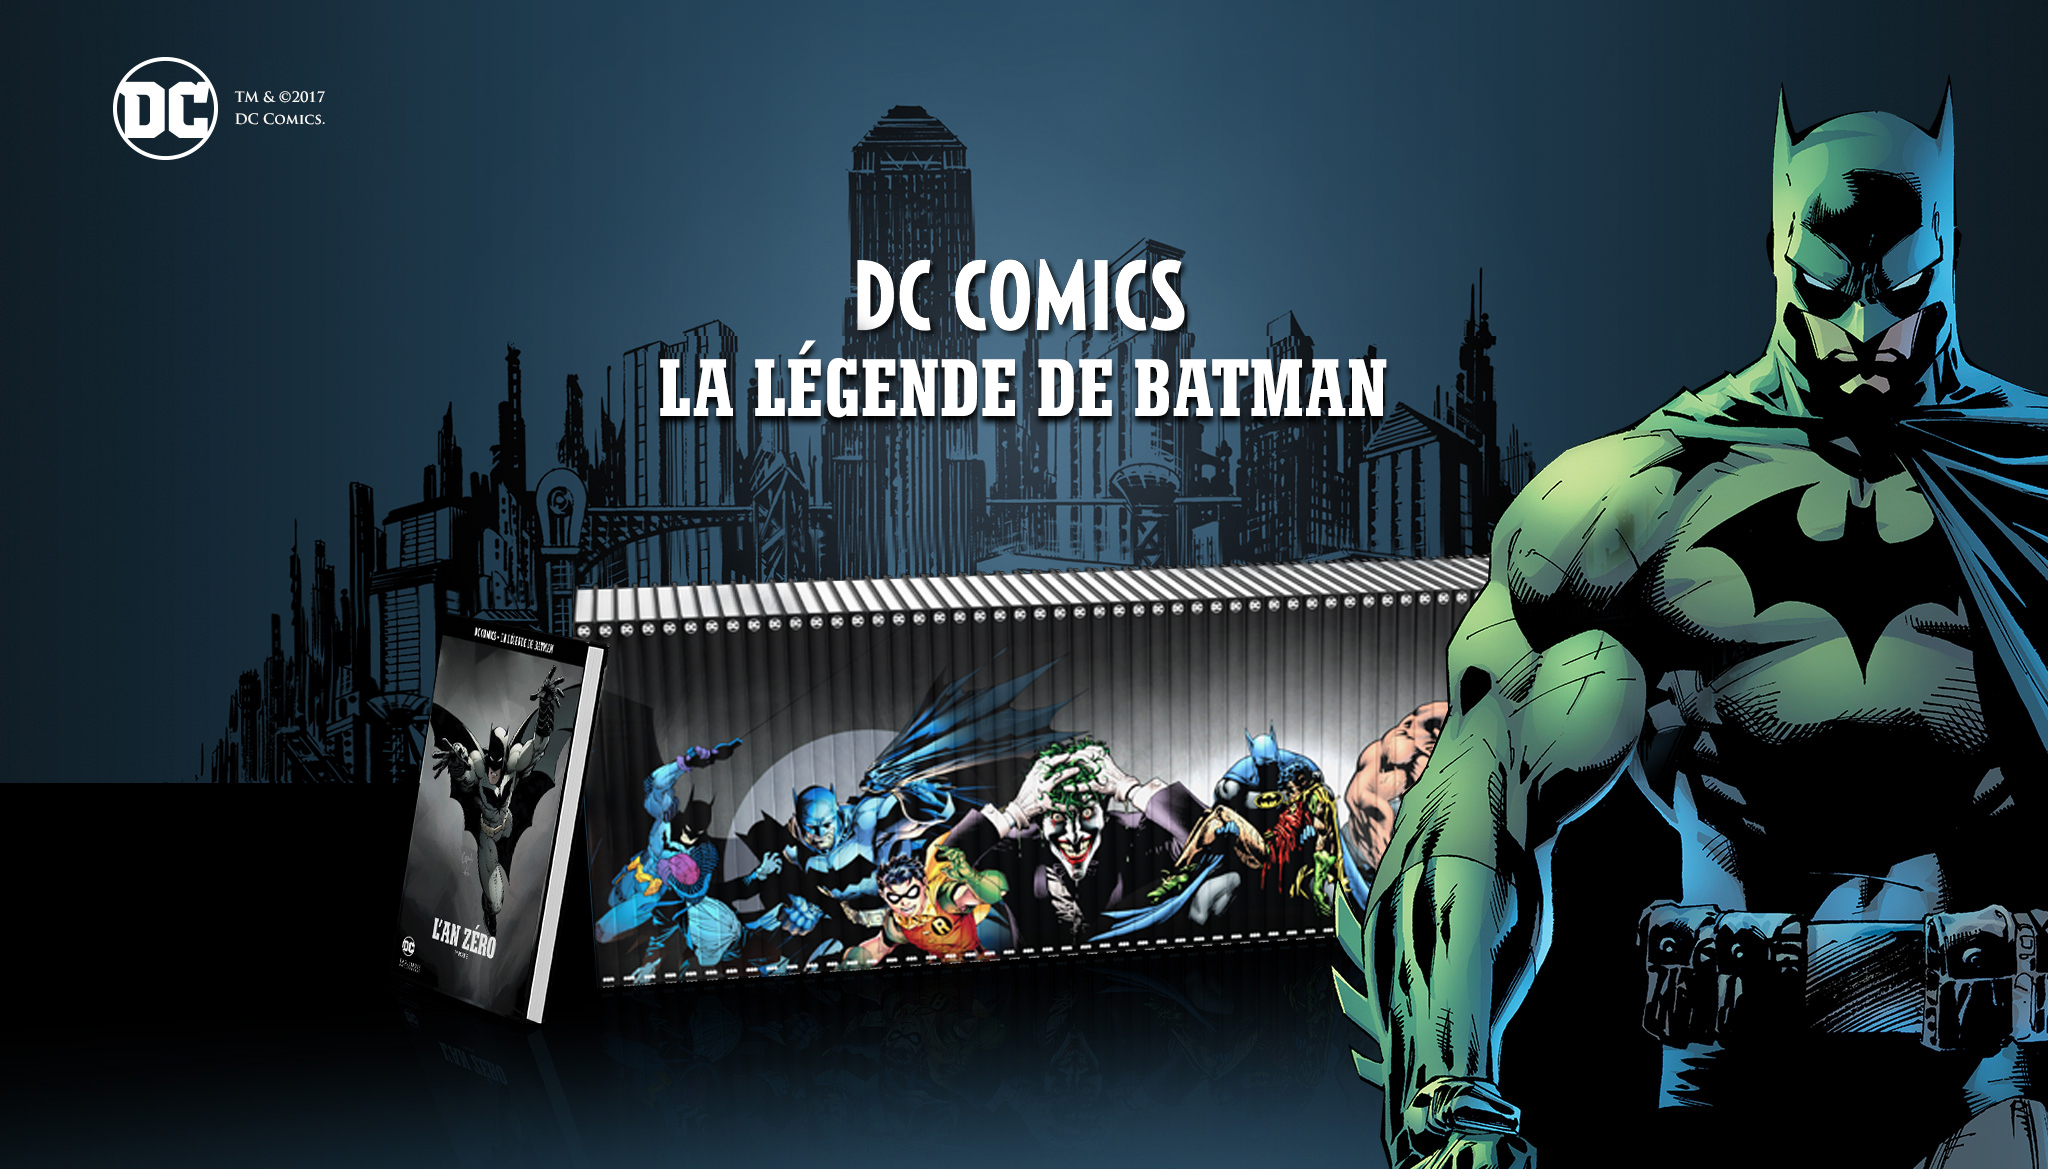 DC
TM & ©2017
DC COMICS.
DC COMICS
LA LÉGENDE DE BATMAN
DC COMICS - LA LÉGENDE DE BATMAN
L'AN ZÉRO
DC
R